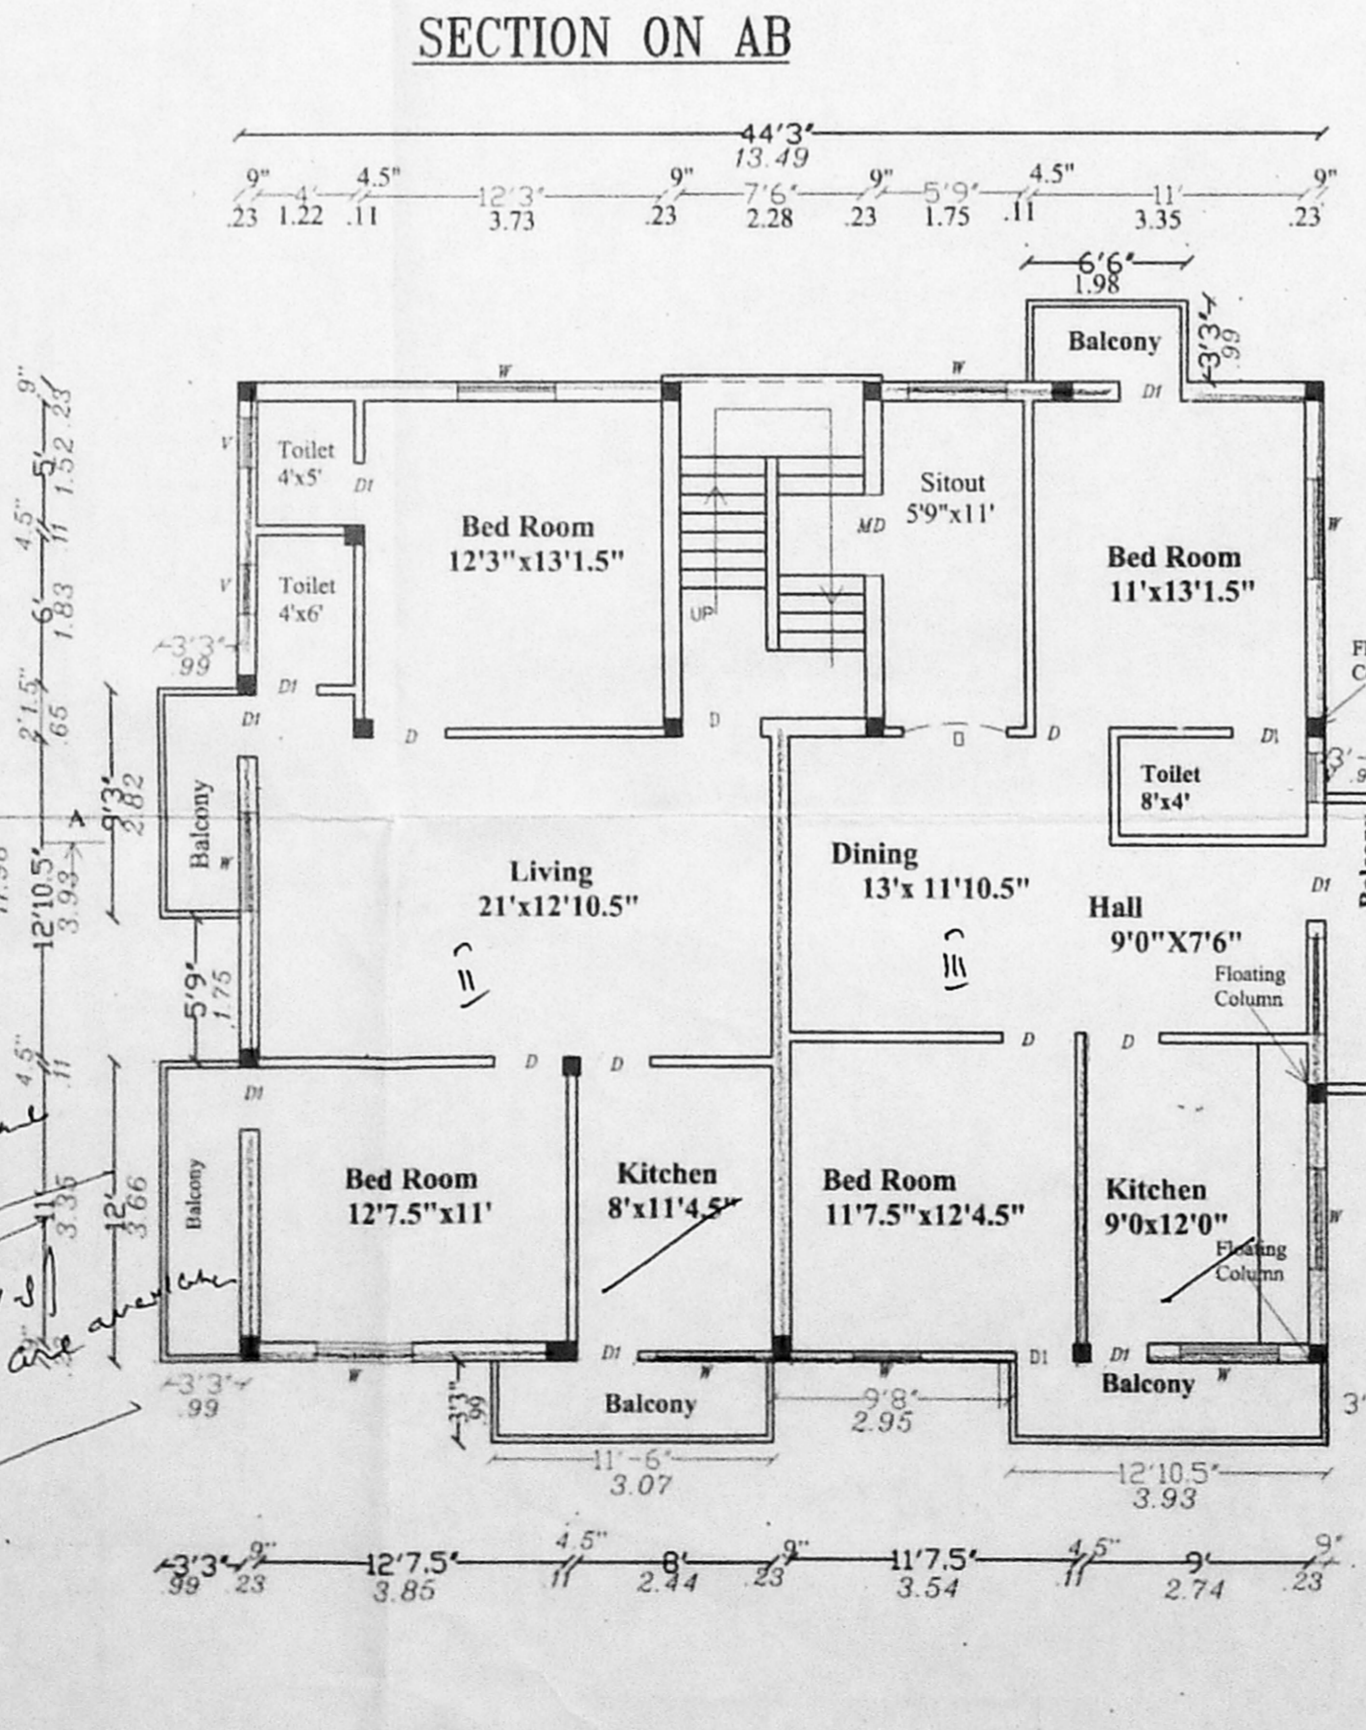 SECTION ON AB
44'3"
13.49
9" 4' 4.5" 12'3" 9" 7'6" 9" 5'9" 4.5" 11' 9"
.23 1.22 .11 3.73 .23 2.28 .23 1.75 .11 3.35 .23
6'6"
1.98
Balcony
3'3"
.99
W
W
D1
9"
.23
5'
1.52
4.5"
.11
6'
1.83
2'1.5"
.65
V
Toilet
4'x5'
D1
Bed Room
12'3"x13'1.5"
Sitout
5'9"x11'
MD
W
Bed Room
11'x13'1.5"
V
Toilet
4'x6'
UP
3'3"
.99
D1
D1
D
D
D
D1
Toilet
8'x4'
9'3"
2.82
A
12'10.5"
3.93
Balcony
W
Living
21'x12'10.5"
II
Dining
13'x 11'10.5"
III
Hall
9'0"X7'6"
D1
Floating
Column
5'9"
1.75
4.5"
.11
D
D
D
D
D1
Balcony
11'
3.35
12'
3.66
Bed Room
12'7.5"x11'
Kitchen
8'x11'4.5"
Bed Room
11'7.5"x12'4.5"
Kitchen
9'0x12'0"
W
Floating
Column
are
W
D1
W
W
D1
D1
W
3'3"
.99
3'3"
.99
Balcony
9'8"
2.95
Balcony
11'-6"
3.07
12'10.5"
3.93
3'3" 9" 12'7.5" 4.5" 8' 9" 11'7.5" 4.5" 9' 9"
.99 .23 3.85 .11 2.44 .23 3.54 .11 2.74 .23